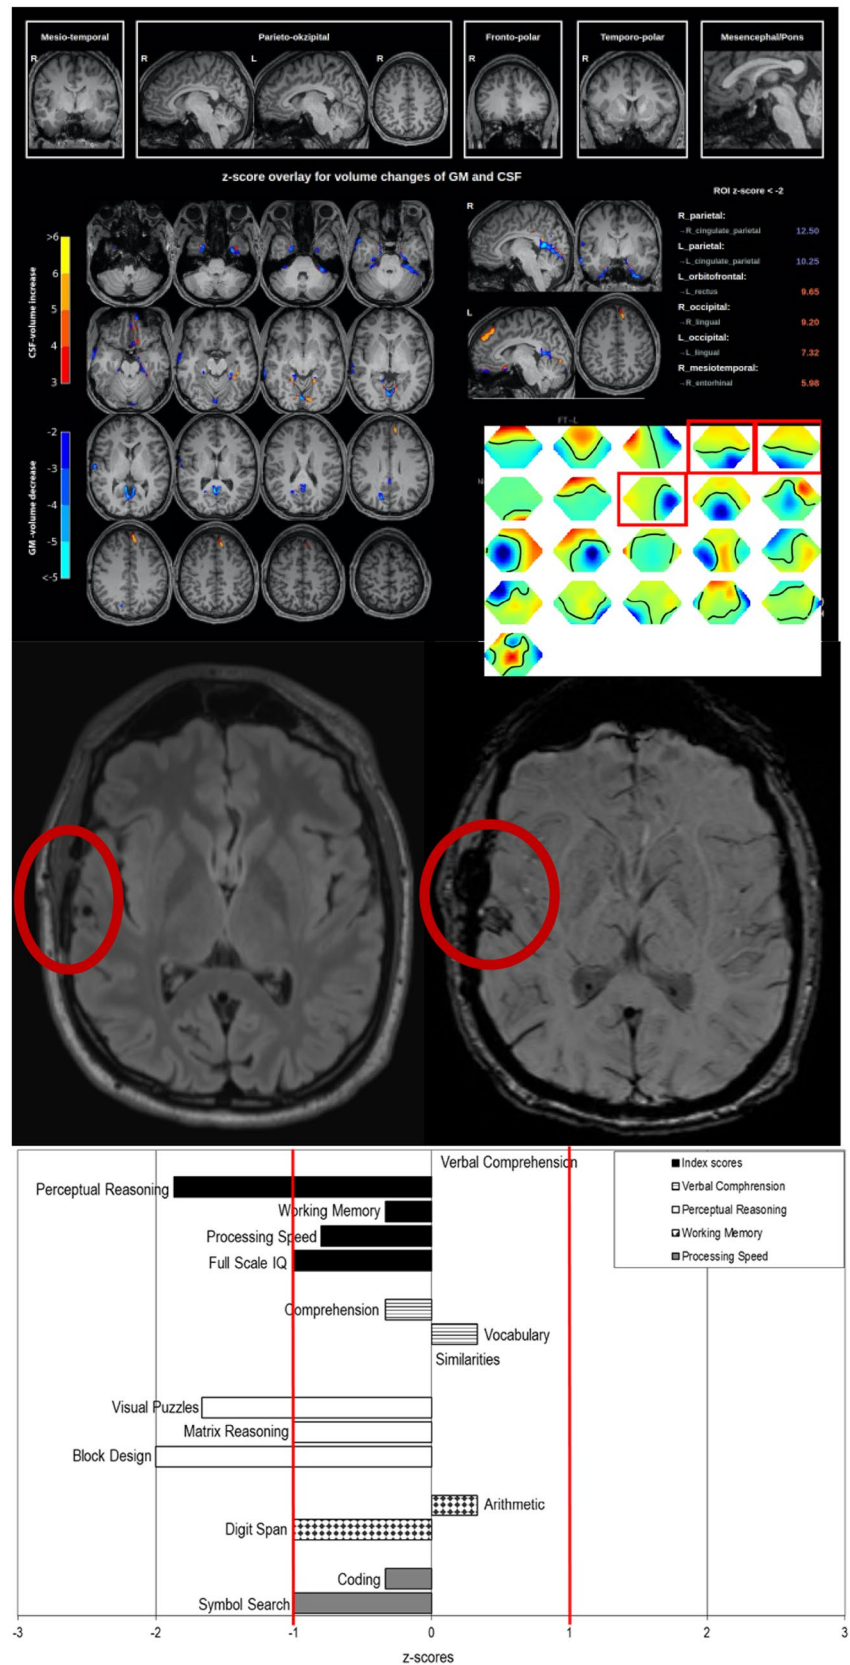 Mesio-temporal
Parieto-okzipital
Fronto-polar
Temporo-polar
Mesencephal/Pons
R
R
L
R
R
R
z-score overlay for volume changes of GM and CSF
ROI z-score < -2
>6
6
5
4
3
CSF-volume increase
-2
-3
-4
-5
<-5
GM -volume decrease
R
L
R_parietal:
→R_cingulate_parietal 12.50
L_parietal:
→L_cingulate_parietal 10.25
L_orbitofrontal:
→L_rectus 9.65
R_occipital:
→R_lingual 9.20
L_occipital:
→L_lingual 7.32
R_mesiotemporal:
→R_entorhinal 5.98
FT-L
N
Verbal Comprehension
Perceptual Reasoning
Working Memory
Processing Speed
Full Scale IQ
Comprehension
Vocabulary
Similarities
Visual Puzzles
Matrix Reasoning
Block Design
Arithmetic
Digit Span
Coding
Symbol Search
Index scores
Verbal Comphrension
Perceptual Reasoning
Working Memory
Processing Speed
-3 -2 -1 0 1 2 3
z-scores